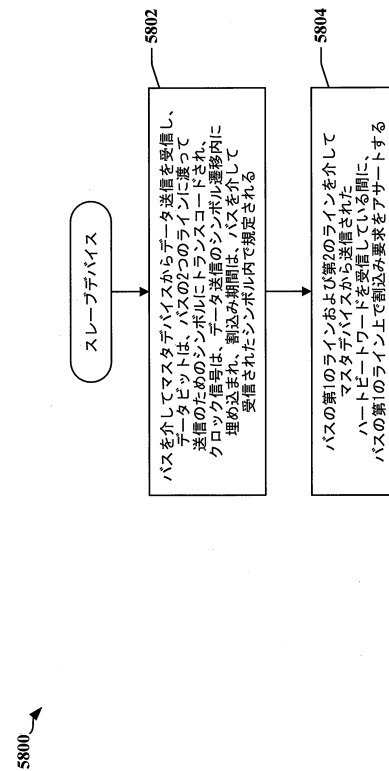 5800
スレーブデバイス
5802
バスを介してマスタデバイスからデータ送信を受信し、
データビットは、バスの2つのラインに渡って
送信のためのシンボルにトランスコードされ、
クロック信号は、データ送信のシンボル遷移内に
埋め込まれ、割込み期間は、バスを介して
受信されたシンボル内で規定される
5804
バスの第1のラインおよび第2のラインを介して
マスタデバイスから送信された
ハートビートワードを受信している間に、
バスの第1のライン上で割込み要求をアサートする